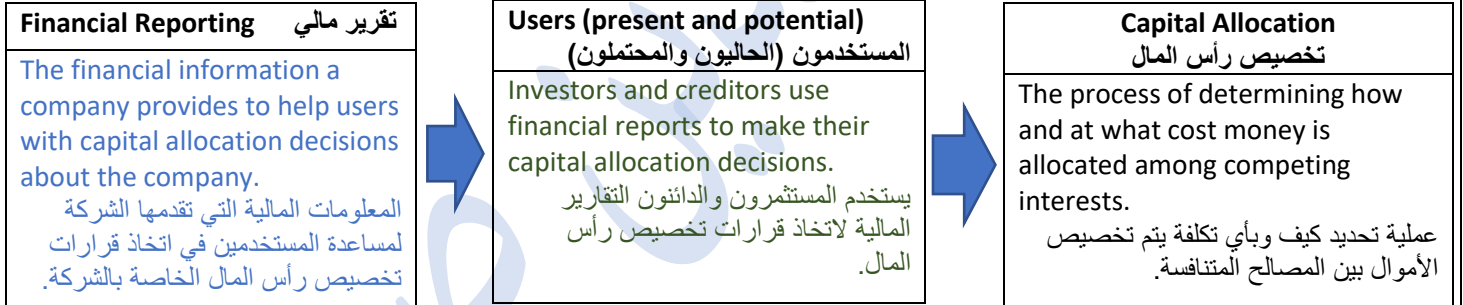 Financial Reporting تقرير مالي
The financial information a
company provides to help users
with capital allocation decisions
about the company.
المعلومات المالية التي تقدمها الشركة
لمساعدة المستخدمين في اتخاذ قرارات
تخصيص رأس المال الخاصة بالشركة.
Users (present and potential)
المستخدمون (الحاليون والمحتملون)
Investors and creditors use
financial reports to make their
capital allocation decisions.
يستخدم المستثمرون والدائنون التقارير
المالية لاتخاذ قرارات تخصيص رأس
المال.
Capital Allocation
تخصيص رأس المال
The process of determining how
and at what cost money is
allocated among competing
interests.
عملية تحديد كيف وبأي تكلفة يتم تخصيص
الأموال بين المصالح المتنافسة.